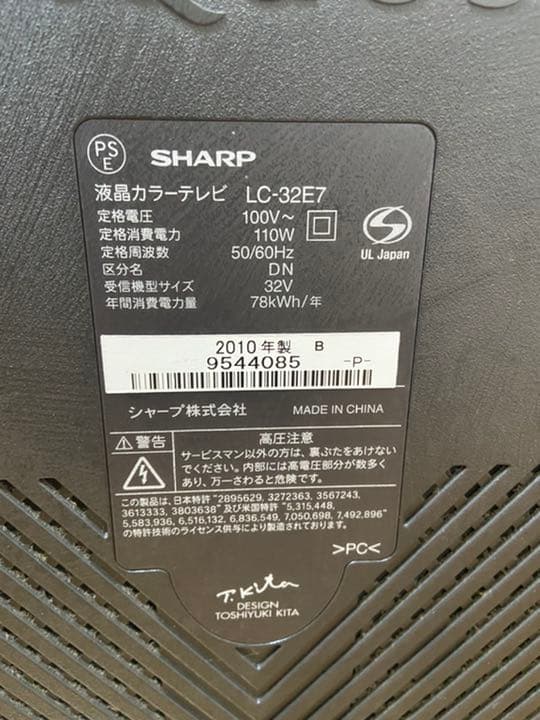 PS
E
SHARP
液晶カラーテレビ LC-32E7
定格電圧 100V～
定格消費電力 110W
定格周波数 50/60Hz
区分名 DN
受信機型サイズ 32V
年間消費電力量 78kWh/年
S
UL Japan
2010年製 B
9544085 -P-
シャープ株式会社 MADE IN CHINA
警告
高圧注意
サービスマン以外の方は、裏ぶたをあけない
でください。内部には高電圧部分が数多く
あり、万一さわると危険です。
この製品は、日本特許 "2895629, 3272363, 3567243,
3613333, 3803638" 及び米国特許 "5,315,448,
5,583,936, 6,516,132, 6,836,549, 7,050,698, 7,492,896"
の特許技術のライセンス供与により製造されております。
>PC<
T.Kita
DESIGN
TOSHIYUKI KITA